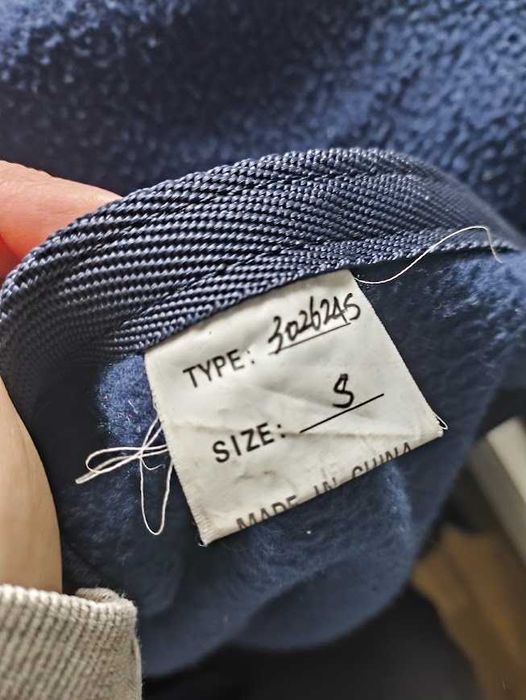 TYPE: 3026245
SIZE: S
MADE IN CHINA